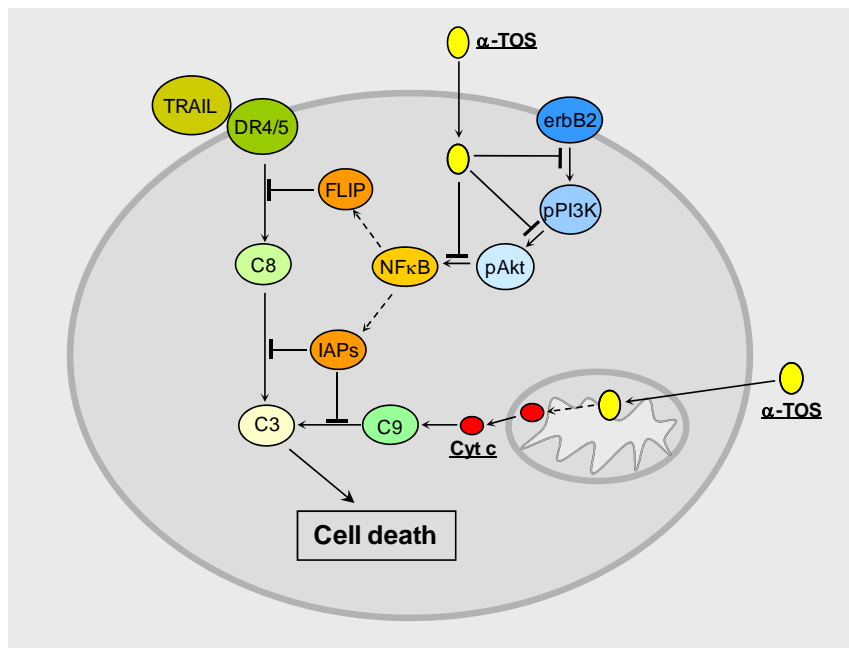 α-TOS
TRAIL
DR4/5
erbB2
FLIP
pPI3K
C8
NFκB
pAkt
IAPs
α-TOS
C3
C9
Cyt c
Cell death